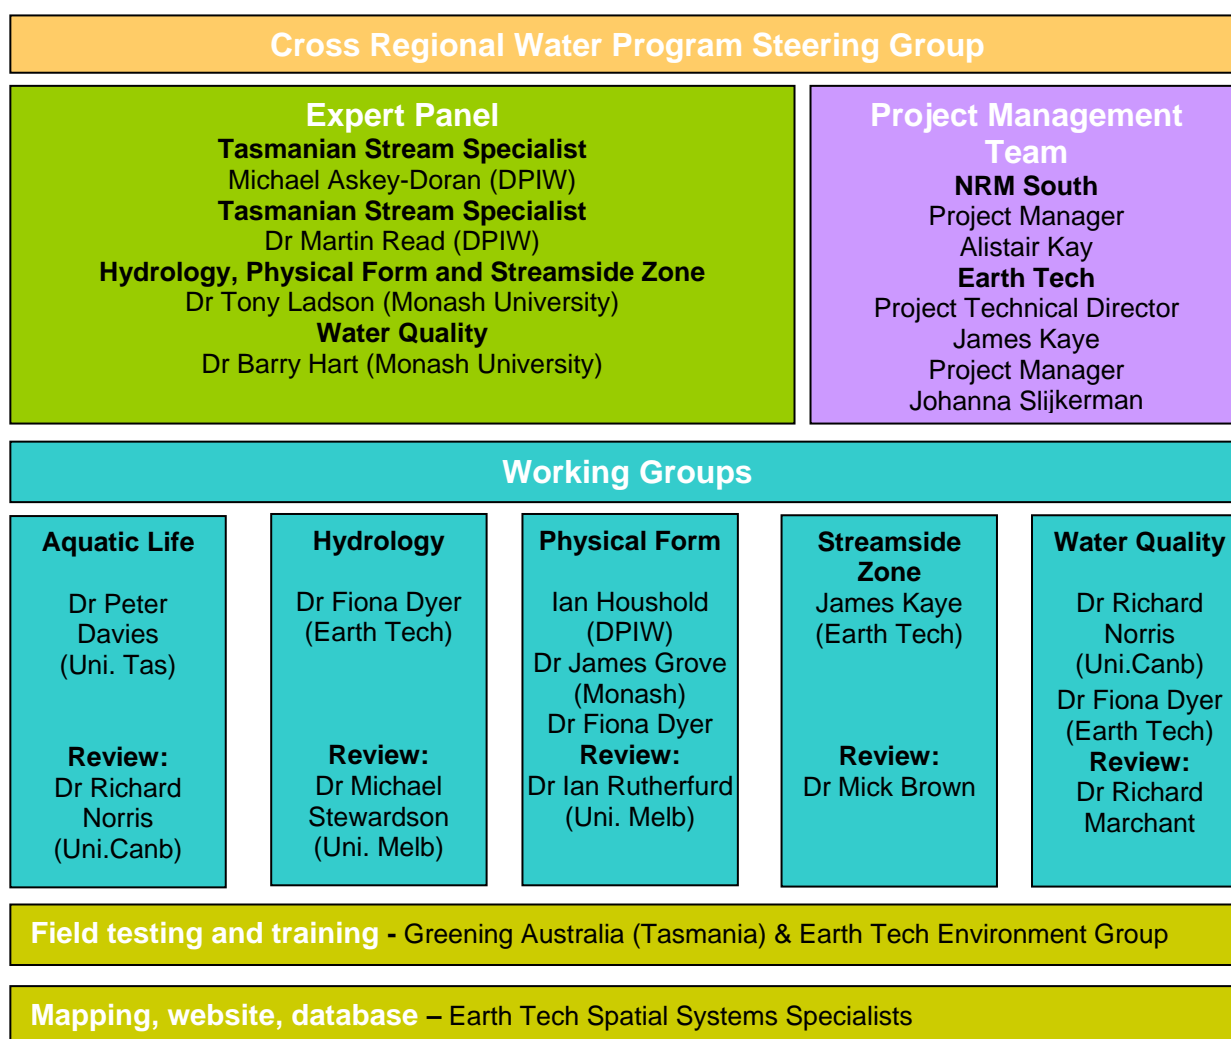 Cross Regional Water Program Steering Group
Expert Panel
Tasmanian Stream Specialist
Michael Askey-Doran (DPIW)
Tasmanian Stream Specialist
Dr Martin Read (DPIW)
Hydrology, Physical Form and Streamside Zone
Dr Tony Ladson (Monash University)
Water Quality
Dr Barry Hart (Monash University)
Project Management
Team
NRM South
Project Manager
Alistair Kay
Earth Tech
Project Technical Director
James Kaye
Project Manager
Johanna Slijkerman
Working Groups
Aquatic Life
Dr Peter
Davies
(Uni. Tas)
Review:
Dr Richard
Norris
(Uni.Canb)
Hydrology
Dr Fiona Dyer
(Earth Tech)
Review:
Dr Michael
Stewardson
(Uni. Melb)
Physical Form
Ian Houshold
(DPIW)
Dr James Grove
(Monash)
Dr Fiona Dyer
Review:
Dr Ian Rutherfurd
(Uni. Melb)
Streamside
Zone
James Kaye
(Earth Tech)
Review:
Dr Mick Brown
Water Quality
Dr Richard
Norris
(Uni.Canb)
Dr Fiona Dyer
(Earth Tech)
Review:
Dr Richard
Marchant
Field testing and training - Greening Australia (Tasmania) & Earth Tech Environment Group
Mapping, website, database – Earth Tech Spatial Systems Specialists